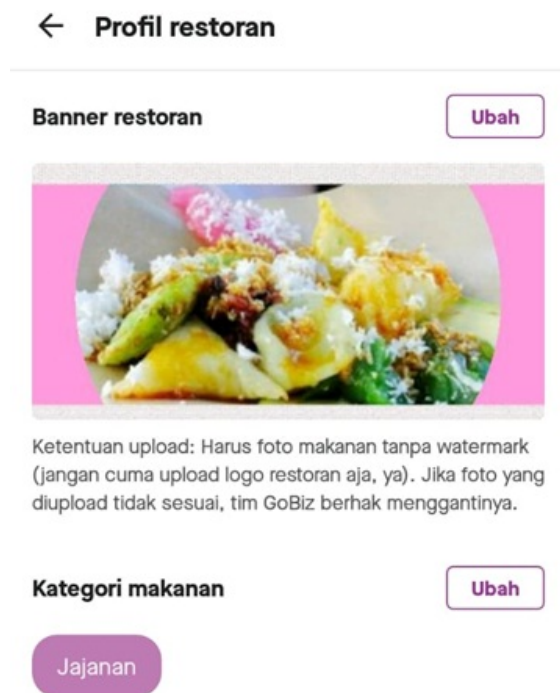 Profil restoran
Banner restoran
Ubah
Ketentuan upload: Harus foto makanan tanpa watermark
(jangan cuma upload logo restoran aja, ya). Jika foto yang
diupload tidak sesuai, tim GoBiz berhak menggantinya.
Kategori makanan
Ubah
Jajanan